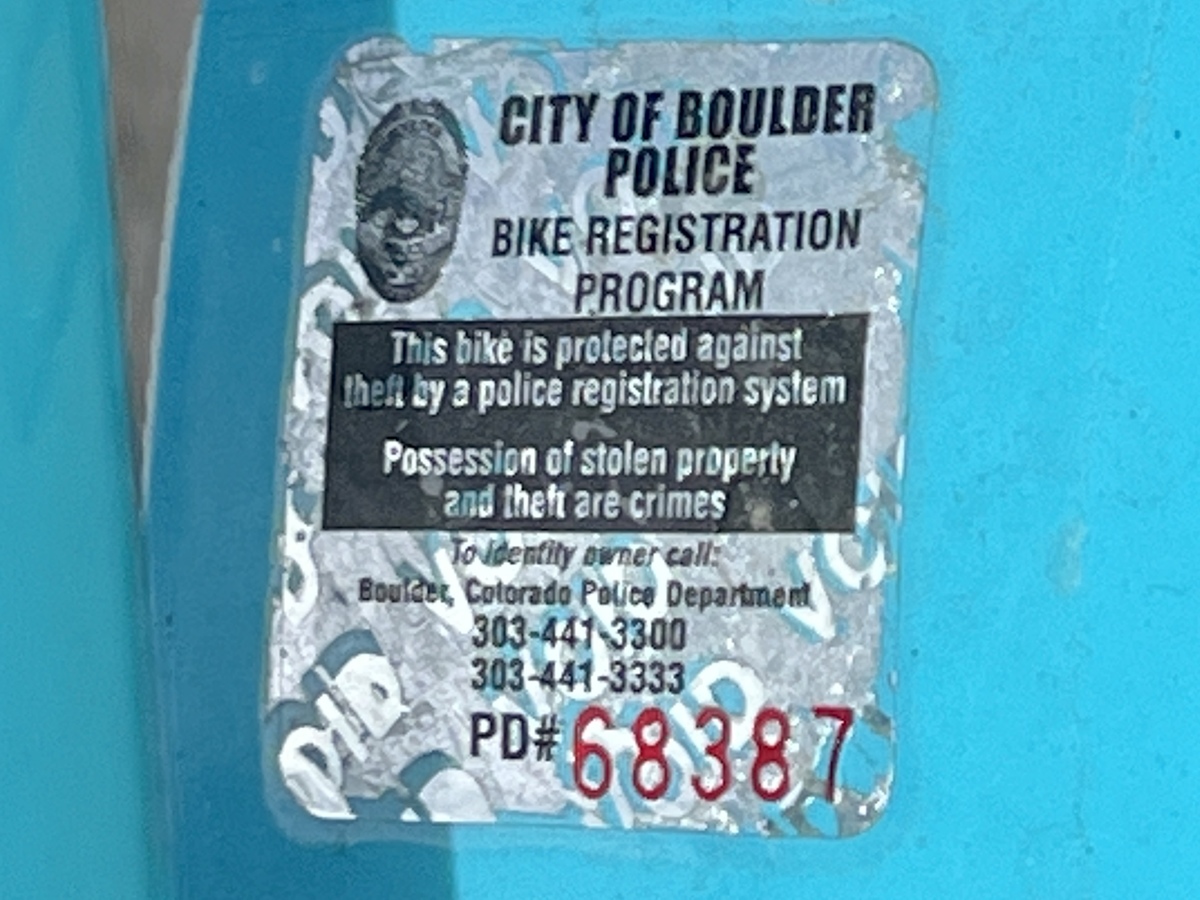 CITY OF BOULDER
POLICE
BIKE REGISTRATION
PROGRAM
This bike is protected against
theft by a police registration system
Possession of stolen property
and theft are crimes
To identify owner call:
Boulder, Colorado Police Department
303-441-3300
303-441-3333
PD# 68387